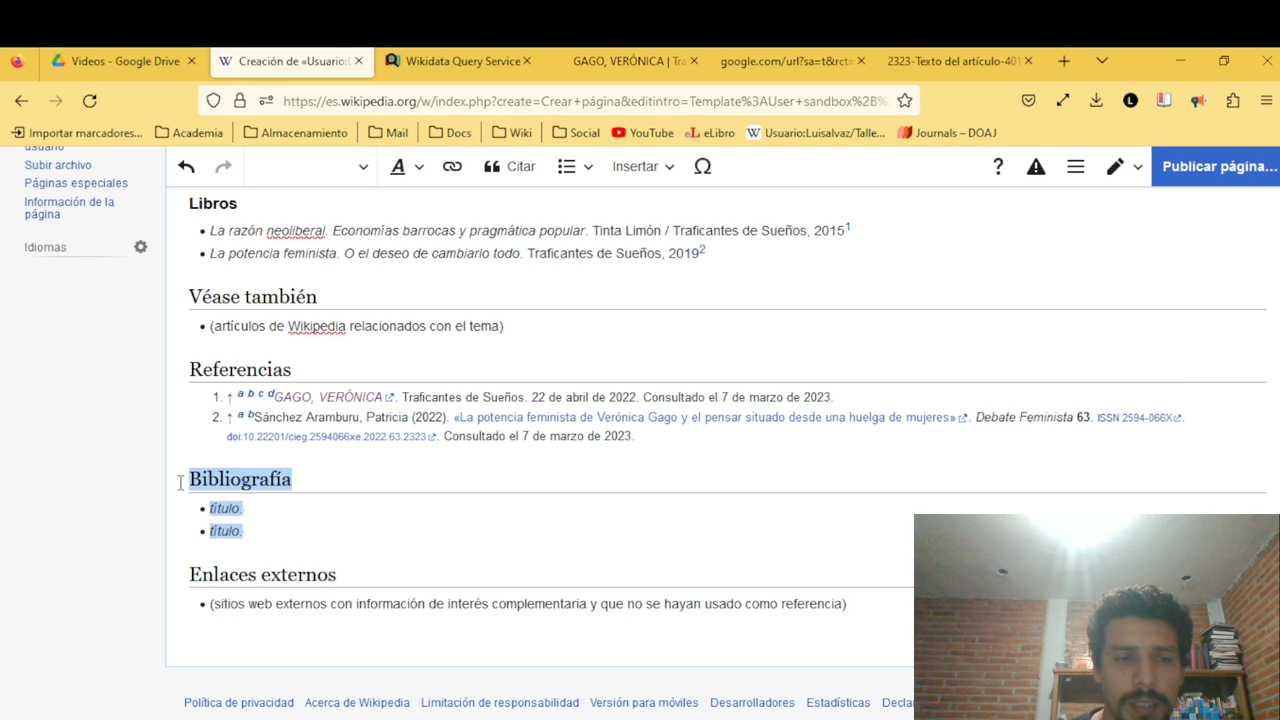 Videos - Google Drive
Creación de «Usuario:L
Wikidata Query Service
GAGO, VERÓNICA | Tra
google.com/url?sa=t&rct=
2323-Texto del artículo-401
https://es.wikipedia.org/w/index.php?create=Crear+página&editintro=Template%3AUser+sandbox%2B%
Importar marcadores...
Academia
Almacenamiento
Mail
Docs
Wiki
Social
YouTube
eLibro
Usuario:Luisalvaz/Talle...
Journals – DOAJ
usuario
Subir archivo
Páginas especiales
Información de la
página
Idiomas
A
Citar
Insertar
Ω
?
Publicar página...
Libros
• La razón neoliberal. Economías barrocas y pragmática popular. Tinta Limón / Traficantes de Sueños, 2015¹
• La potencia feminista. O el deseo de cambiarlo todo. Traficantes de Sueños, 2019²
Véase también
• (artículos de Wikipedia relacionados con el tema)
Referencias
1. ↑ a b c d GAGO, VERÓNICA. Traficantes de Sueños. 22 de abril de 2022. Consultado el 7 de marzo de 2023.
2. ↑ a b Sánchez Aramburu, Patricia (2022). «La potencia feminista de Verónica Gago y el pensar situado desde una huelga de mujeres». Debate Feminista 63. ISSN 2594-066X.
doi:10.22201/cieg.2594066xe.2022.63.2323. Consultado el 7 de marzo de 2023.
Bibliografía
• título.
• título.
Enlaces externos
• (sitios web externos con información de interés complementaria y que no se hayan usado como referencia)
Política de privacidad
Acerca de Wikipedia
Limitación de responsabilidad
Versión para móviles
Desarrolladores
Estadísticas
Decla